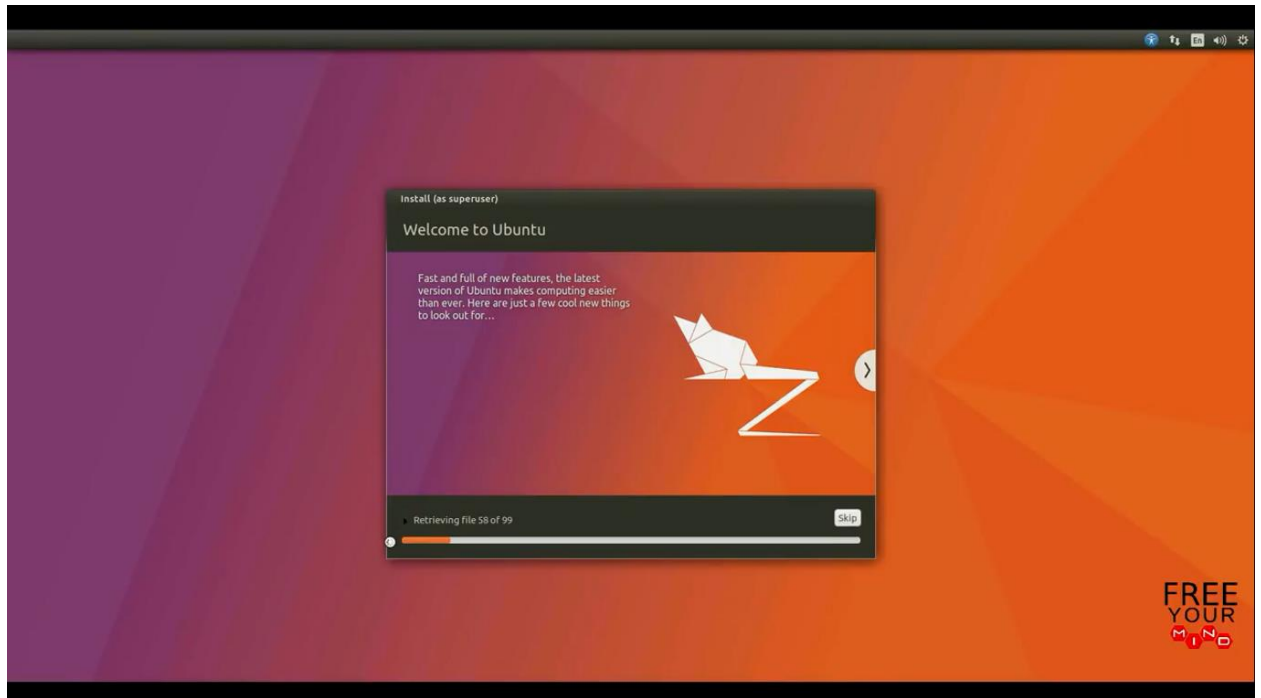 En
Install (as superuser)
Welcome to Ubuntu
Fast and full of new features, the latest
version of Ubuntu makes computing easier
than ever. Here are just a few cool new things
to look out for...
Retrieving file 58 of 99
Skip
FREE
YOUR
MIND